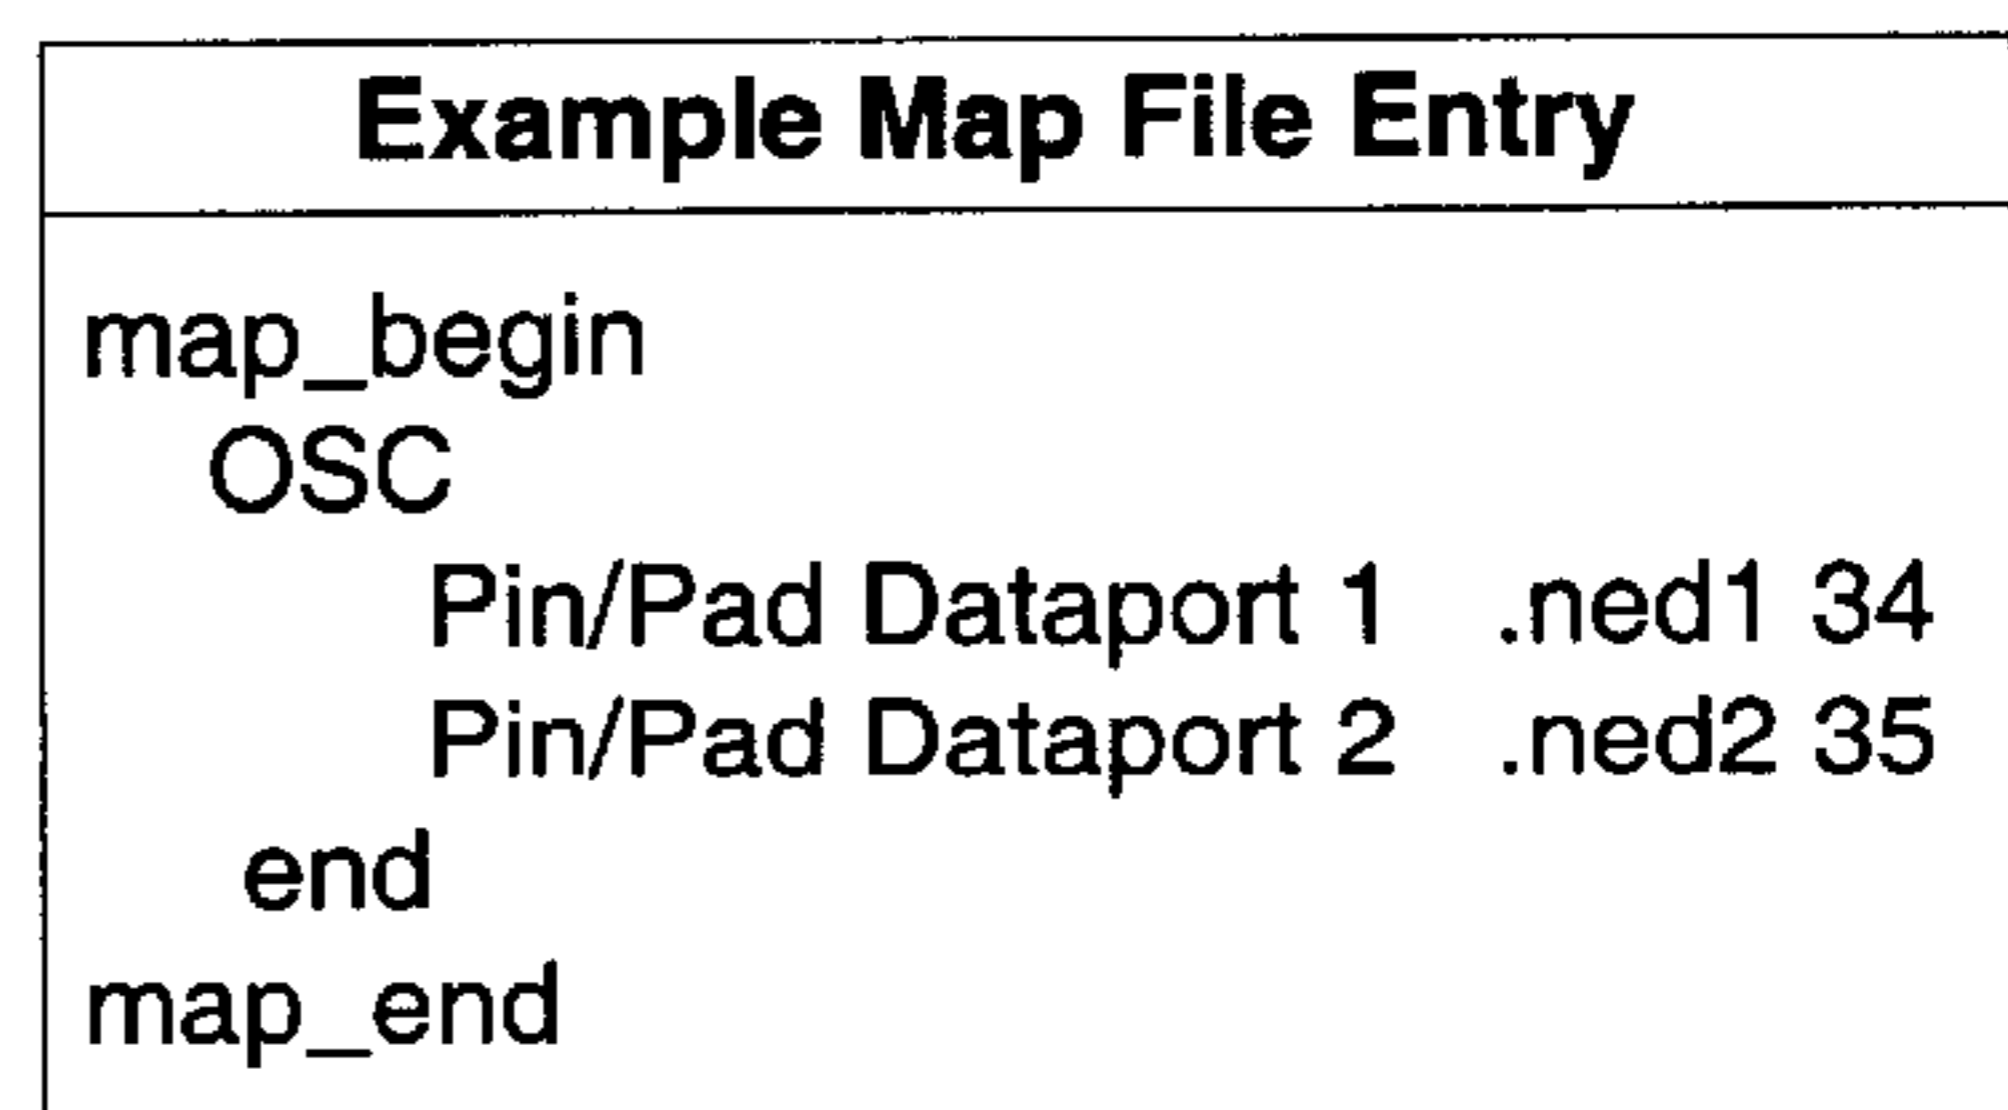 Example Map File Entry
map_begin
OSC
Pin/Pad Dataport 1 .ned1 34
Pin/Pad Dataport 2 .ned2 35
end
map_end